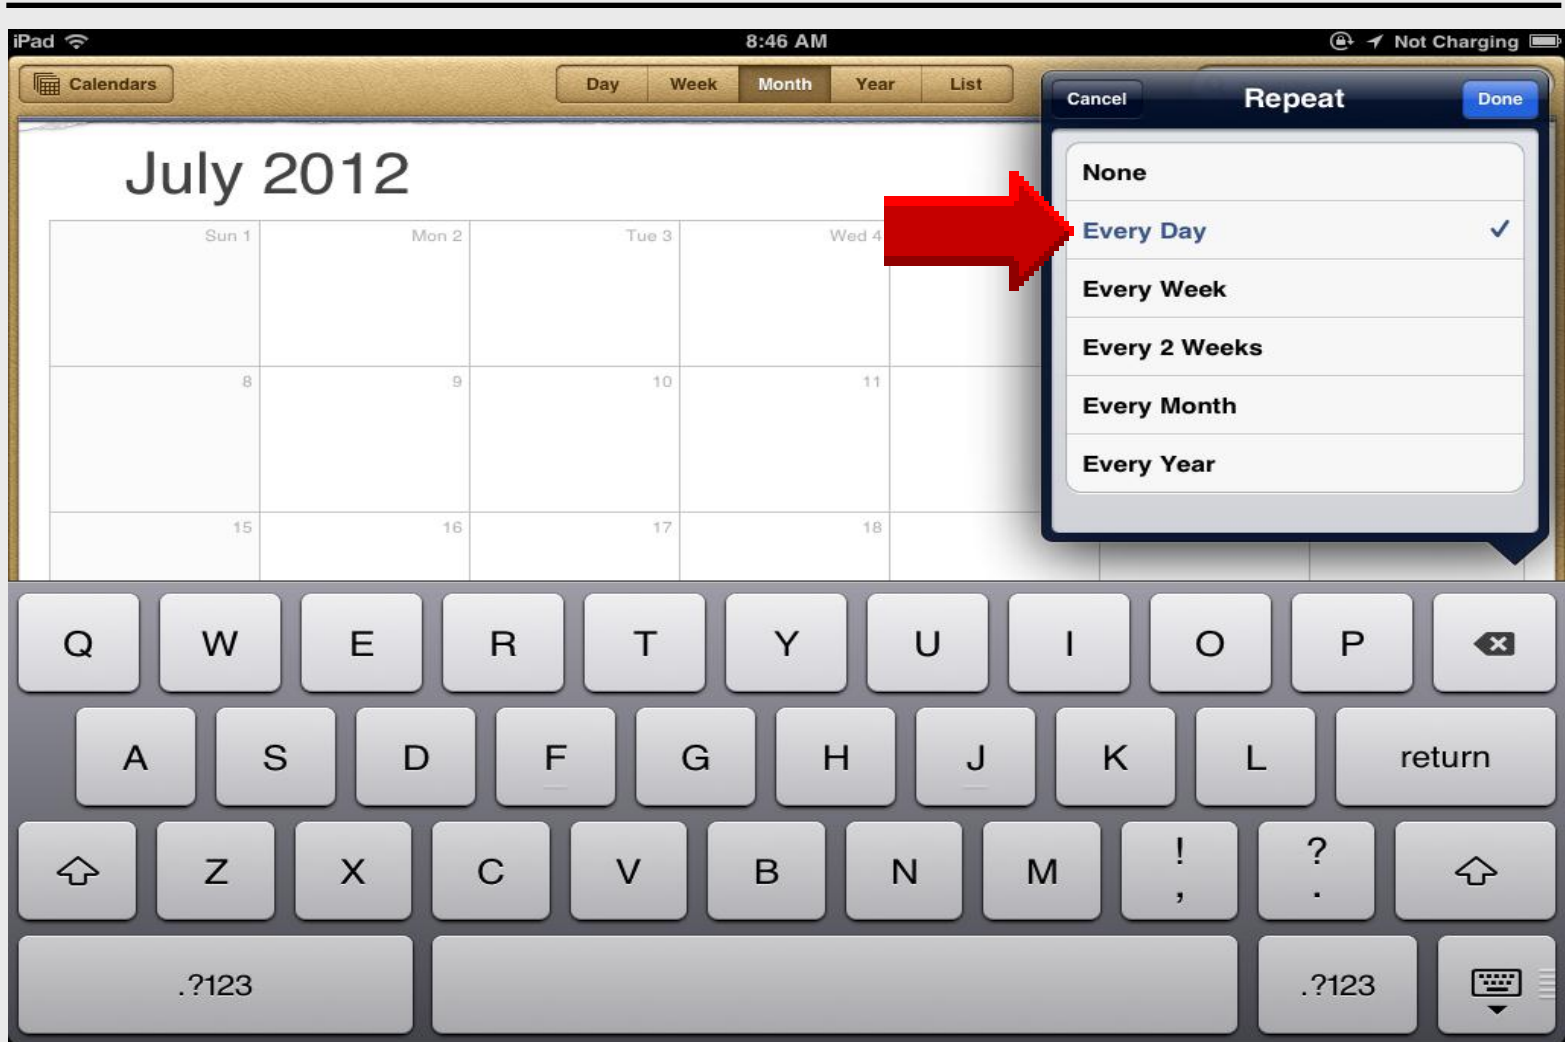 iPad 8:46 AM Not Charging
Calendars Day Week Month Year List
Cancel Repeat Done
July 2012
None
Every Day
Every Week
Every 2 Weeks
Every Month
Every Year
Sun 1 Mon 2 Tue 3 Wed 4
8 9 10 11
15 16 17 18
Q W E R T Y U I O P
A S D F G H J K L return
Z X C V B N M ! , ? .
.?123 .?123